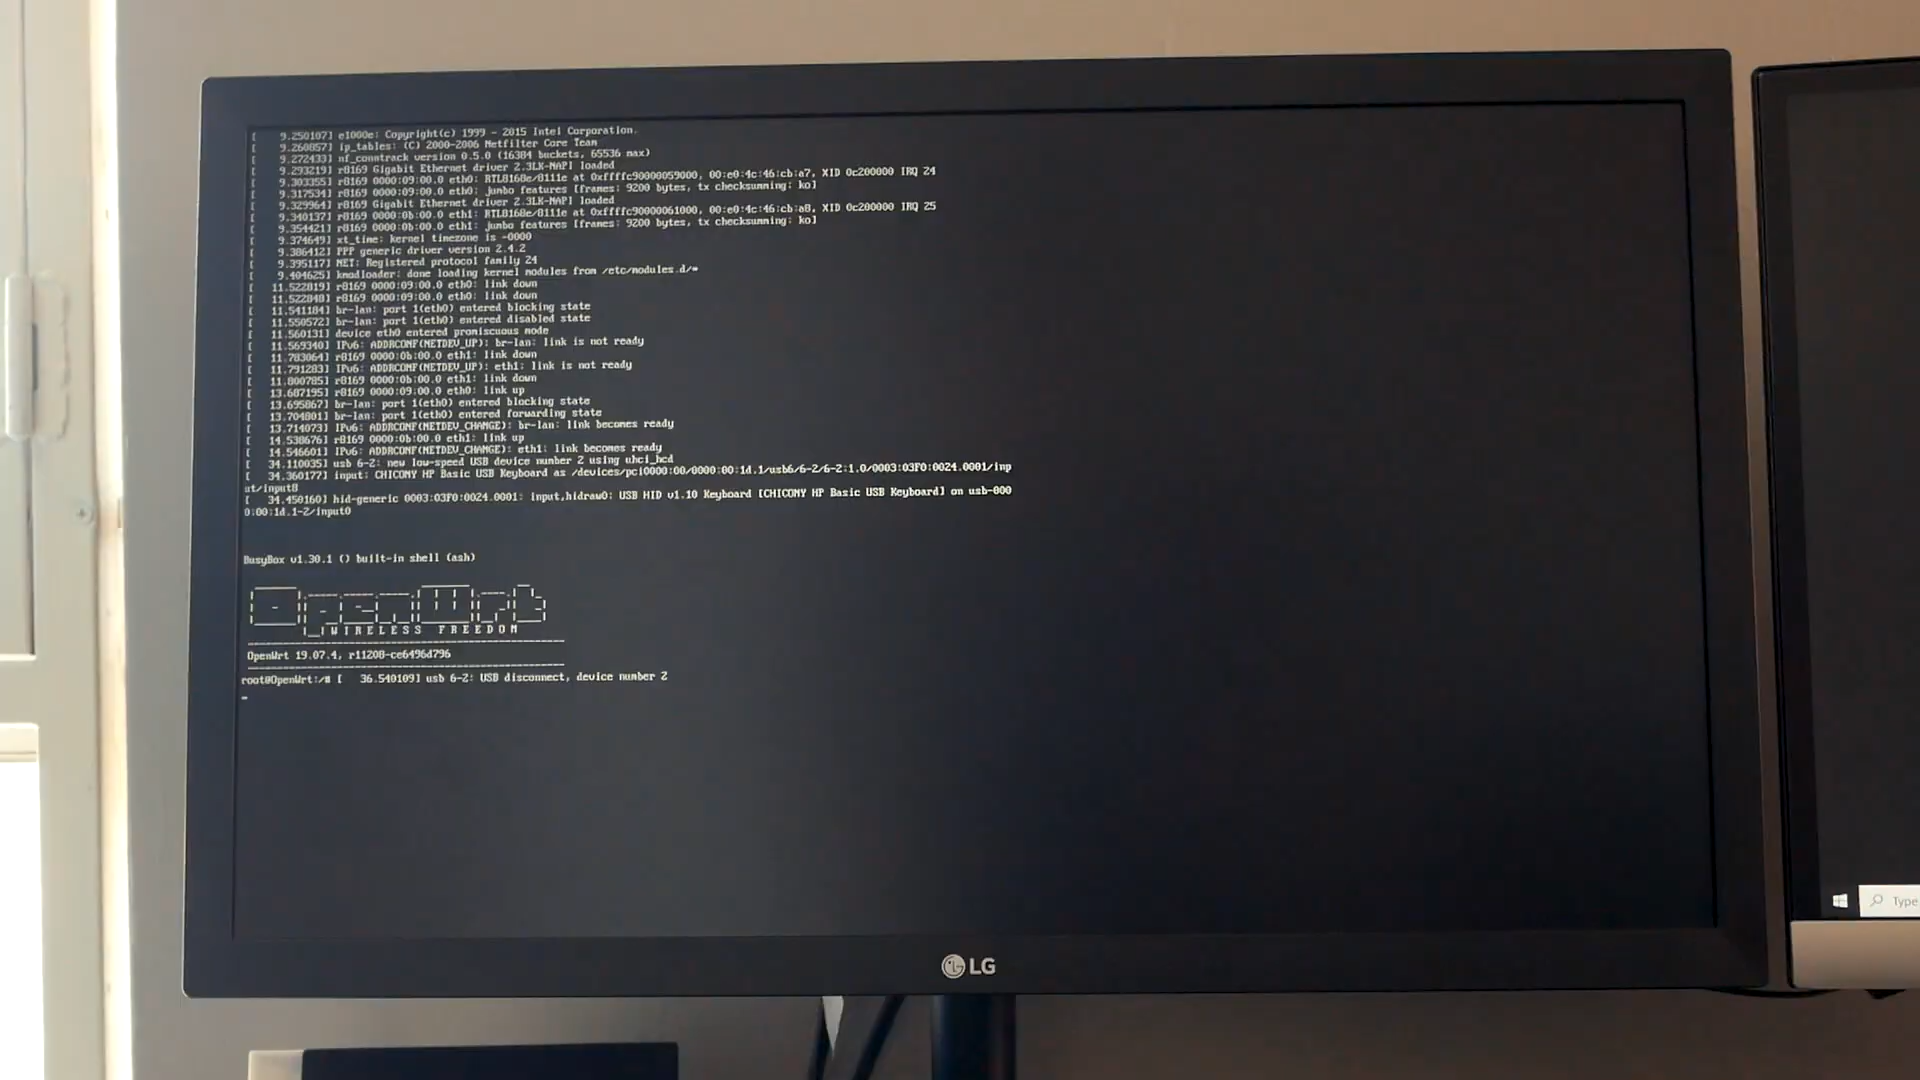 [    9.250107] e1000e: Copyright(c) 1999 - 2015 Intel Corporation.
[    9.260857] ip_tables: (C) 2000-2006 Netfilter Core Team
[    9.272433] nf_conntrack version 0.5.0 (16384 buckets, 65536 max)
[    9.293219] r8169 Gigabit Ethernet driver 2.3LK-NAPI loaded
[    9.303355] r8169 0000:09:00.0 eth0: RTL8168e/8111e at 0xffffc90000059000, 00:e0:4c:46:cb:a7, XID 0c200000 IRQ 24
[    9.317534] r8169 0000:09:00.0 eth0: jumbo features [frames: 9200 bytes, tx checksumming: ko]
[    9.329964] r8169 Gigabit Ethernet driver 2.3LK-NAPI loaded
[    9.340137] r8169 0000:0b:00.0 eth1: RTL8168e/8111e at 0xffffc90000061000, 00:e0:4c:46:cb:a8, XID 0c200000 IRQ 25
[    9.354421] r8169 0000:0b:00.0 eth1: jumbo features [frames: 9200 bytes, tx checksumming: ko]
[    9.374649] xt_time: kernel timezone is -0000
[    9.386412] PPP generic driver version 2.4.2
[    9.395117] NET: Registered protocol family 24
[    9.404625] kmodloader: done loading kernel modules from /etc/modules.d/*
[   11.522819] r8169 0000:09:00.0 eth0: link down
[   11.522848] r8169 0000:09:00.0 eth0: link down
[   11.541184] br-lan: port 1(eth0) entered blocking state
[   11.550572] br-lan: port 1(eth0) entered disabled state
[   11.560131] device eth0 entered promiscuous mode
[   11.569340] IPv6: ADDRCONF(NETDEV_UP): br-lan: link is not ready
[   11.783064] r8169 0000:0b:00.0 eth1: link down
[   11.791283] IPv6: ADDRCONF(NETDEV_UP): eth1: link is not ready
[   11.800785] r8169 0000:0b:00.0 eth1: link down
[   13.687195] r8169 0000:09:00.0 eth0: link up
[   13.695867] br-lan: port 1(eth0) entered blocking state
[   13.704801] br-lan: port 1(eth0) entered forwarding state
[   13.714073] IPv6: ADDRCONF(NETDEV_CHANGE): br-lan: link becomes ready
[   14.538676] r8169 0000:0b:00.0 eth1: link up
[   14.546601] IPv6: ADDRCONF(NETDEV_CHANGE): eth1: link becomes ready
[   34.110035] usb 6-2: new low-speed USB device number 2 using uhci_hcd
[   34.360177] input: CHICONY HP Basic USB Keyboard as /devices/pci0000:00/0000:00:1d.1/usb6/6-2/6-2:1.0/0003:03F0:0024.0001/inp
ut/input8
[   34.450160] hid-generic 0003:03F0:0024.0001: input,hidraw0: USB HID v1.10 Keyboard [CHICONY HP Basic USB Keyboard] on usb-000
0:00:1d.1-2/input0
BusyBox v1.30.1 () built-in shell (ash)
OpenWrt
WIRELESS FREEDOM
OpenWrt 19.07.4, r11208-ce6496d796
root@OpenWrt:/# [   36.540109] usb 6-2: USB disconnect, device number 2
LG
Type